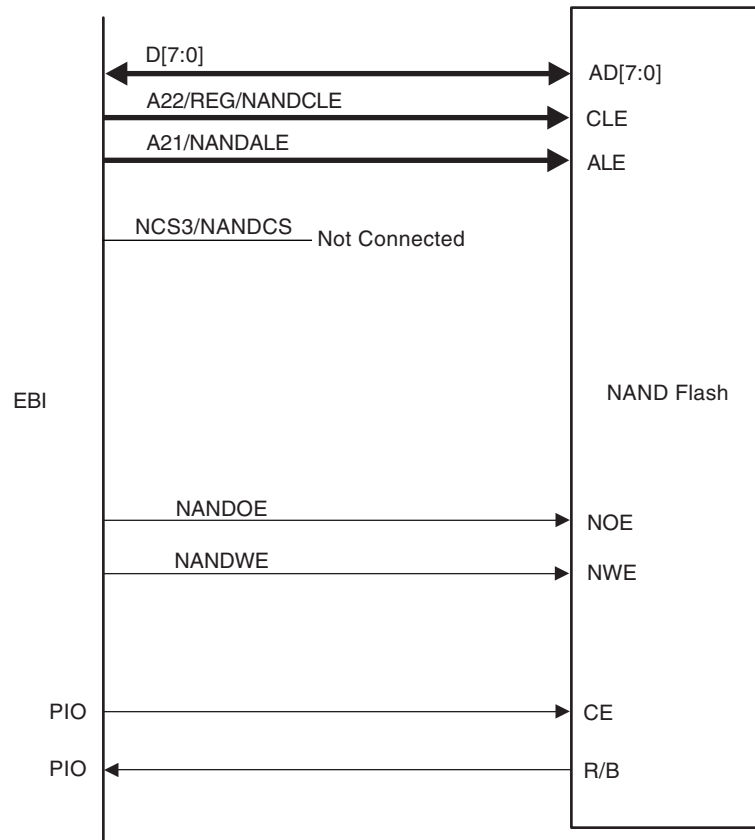 D[7:0]
AD[7:0]
A22/REG/NANDCLE
CLE
A21/NANDALE
ALE
NCS3/NANDCS
Not Connected
EBI
NAND Flash
NANDOE
NOE
NANDWE
NWE
PIO
CE
PIO
R/B